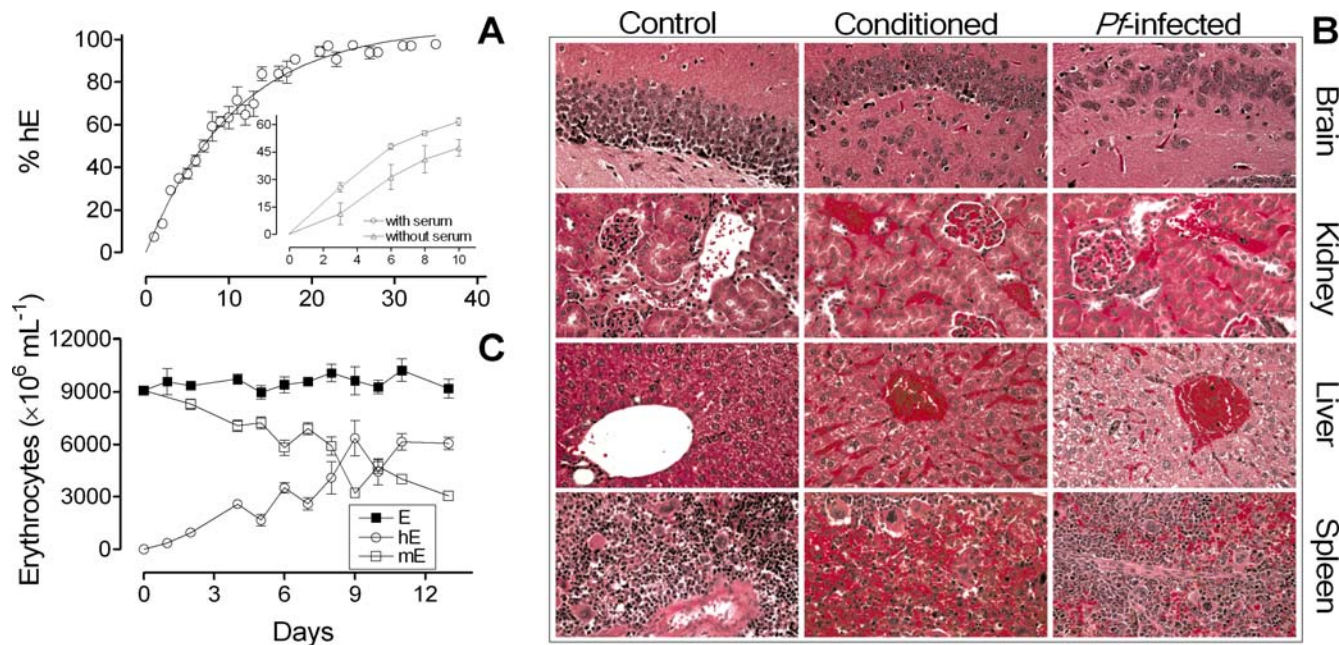 A
% hE
100
80
60
40
20
0
60
45
30
15
0
with serum
without serum
0 2 4 6 8 10
0 10 20 30 40
C
Erythrocytes (×10⁶ mL⁻¹)
12000
9000
6000
3000
0
E
hE
mE
0 3 6 9 12
Days
Control Conditioned Pf-infected
B
Brain
Kidney
Liver
Spleen